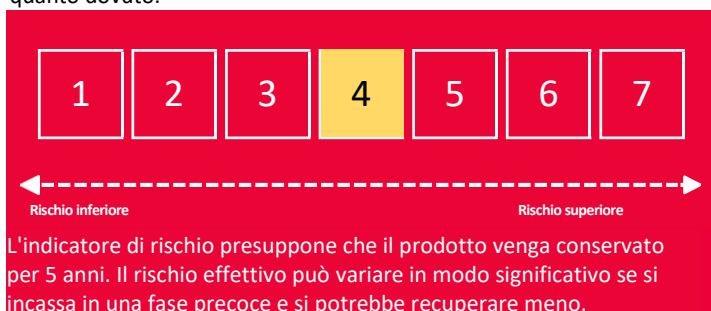 quanto dovuto.
1 2 3 4 5 6 7
Rischio inferiore Rischio superiore
L'indicatore di rischio presuppone che il prodotto venga conservato
per 5 anni. Il rischio effettivo può variare in modo significativo se si
incassa in una fase precoce e si potrebbe recuperare meno.